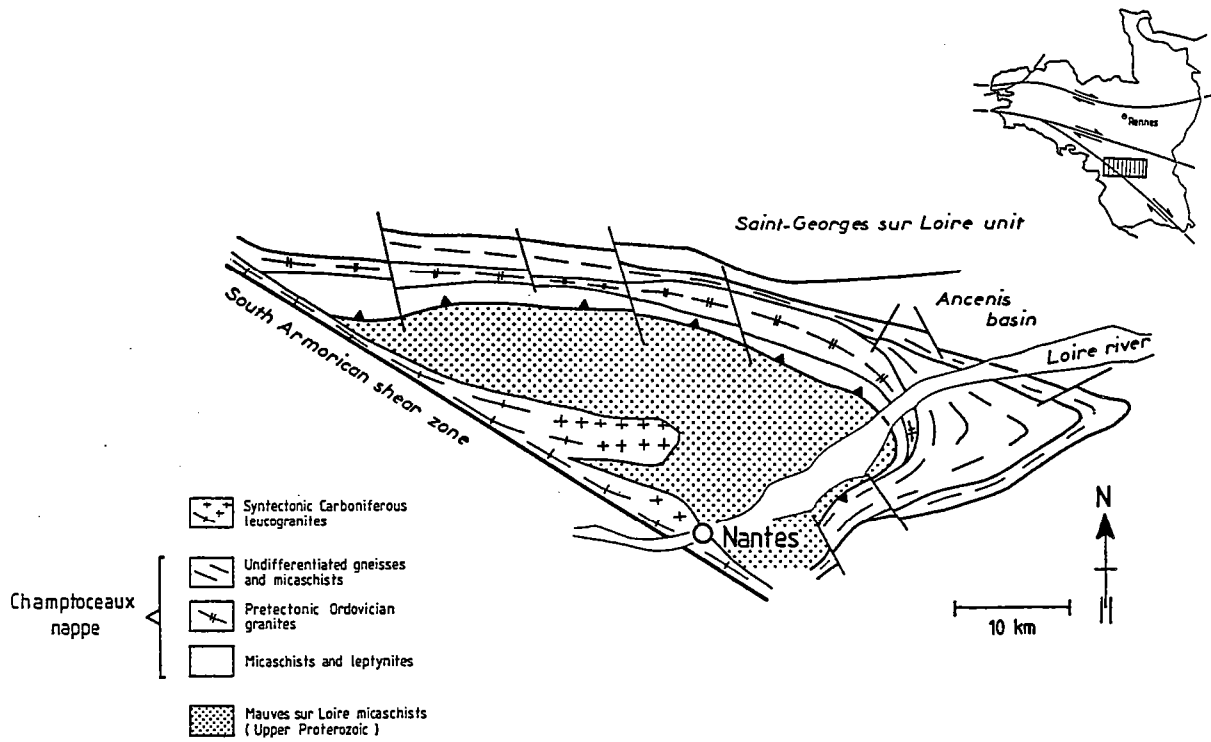 Rennes
Saint-Georges sur Loire unit
Ancenis
basin
Loire river
South Armorican shear zone
Nantes
N
10 km
Syntectonic Carboniferous
leucogranites
Undifferentiated gneisses
and micaschists
Champtoceaux
nappe
Pretectonic Ordovician
granites
Micaschists and leptynites
Mauves sur Loire micaschists
( Upper Proterozoic )